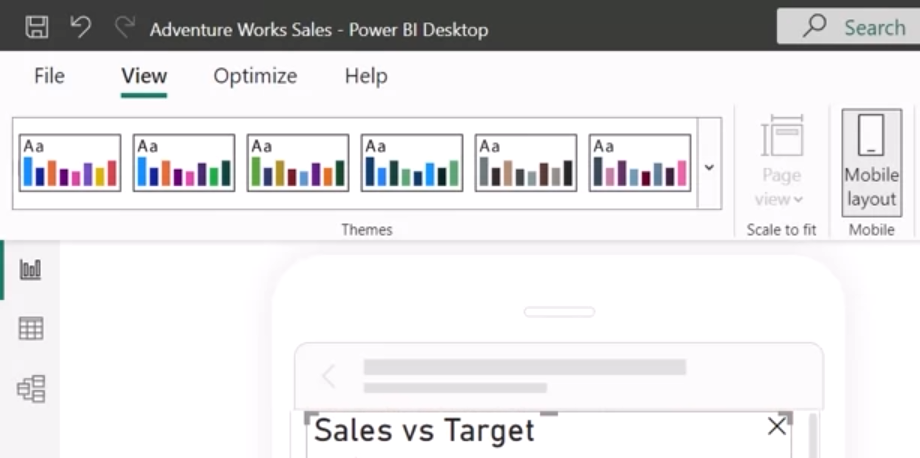 Adventure Works Sales - Power BI Desktop
Search
File View Optimize Help
Aa Aa Aa Aa Aa Aa
Page
view
Mobile
layout
Themes
Scale to fit
Mobile
Sales vs Target